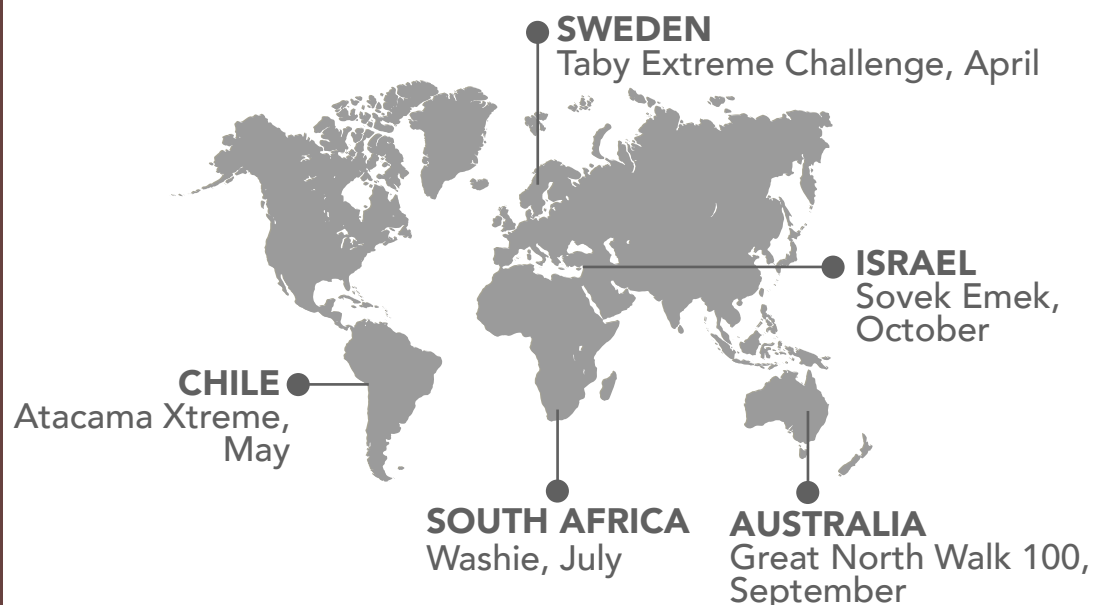 SWEDEN
Taby Extreme Challenge, April
ISRAEL
Sovek Emek,
October
CHILE
Atacama Xtreme,
May
SOUTH AFRICA
Washie, July
AUSTRALIA
Great North Walk 100,
September